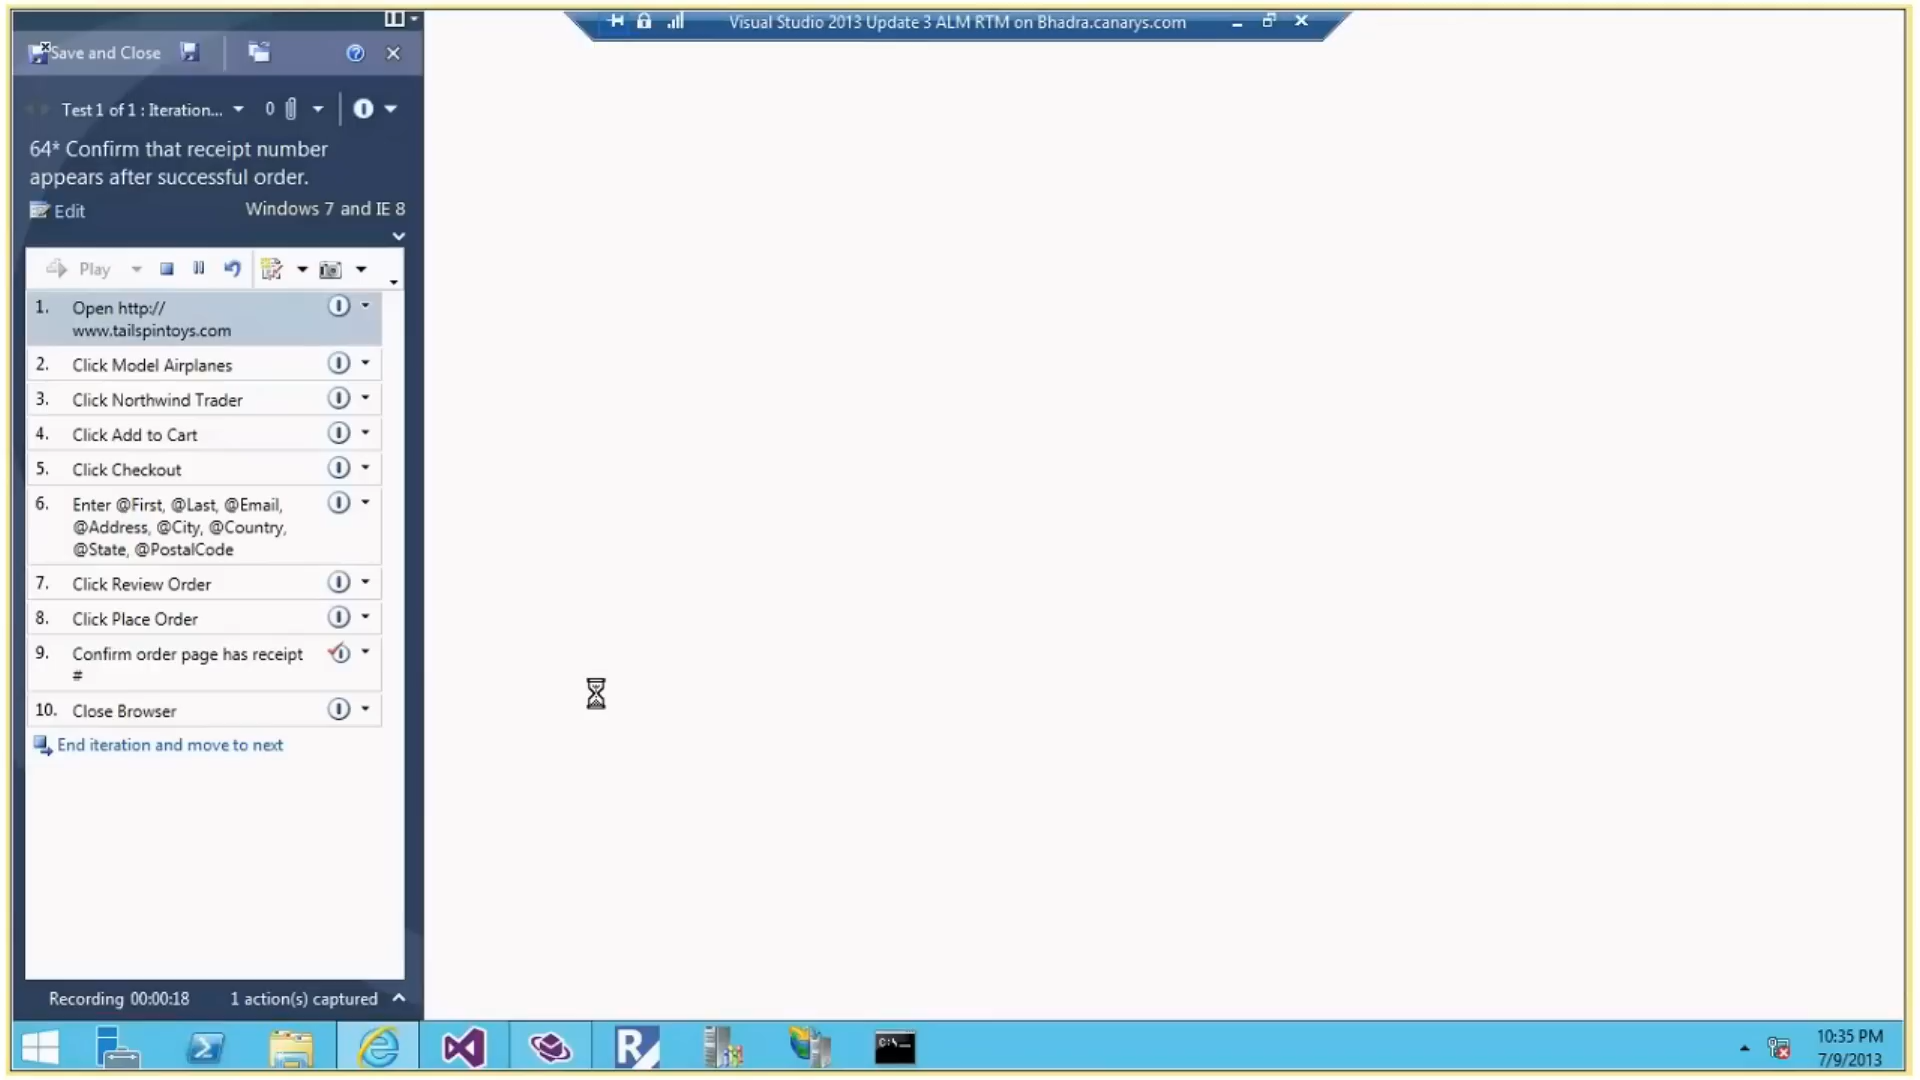 Visual Studio 2013 Update 3 ALM RTM on Bhadra.canarys.com
Save and Close
Test 1 of 1 : Iteration...
0
64* Confirm that receipt number
appears after successful order.
Edit
Windows 7 and IE 8
Play
1. Open http://
www.tailspintoys.com
2. Click Model Airplanes
3. Click Northwind Trader
4. Click Add to Cart
5. Click Checkout
6. Enter @First, @Last, @Email,
@Address, @City, @Country,
@State, @PostalCode
7. Click Review Order
8. Click Place Order
9. Confirm order page has receipt
#
10. Close Browser
End iteration and move to next
Recording 00:00:18 1 action(s) captured
10:35 PM
7/9/2013